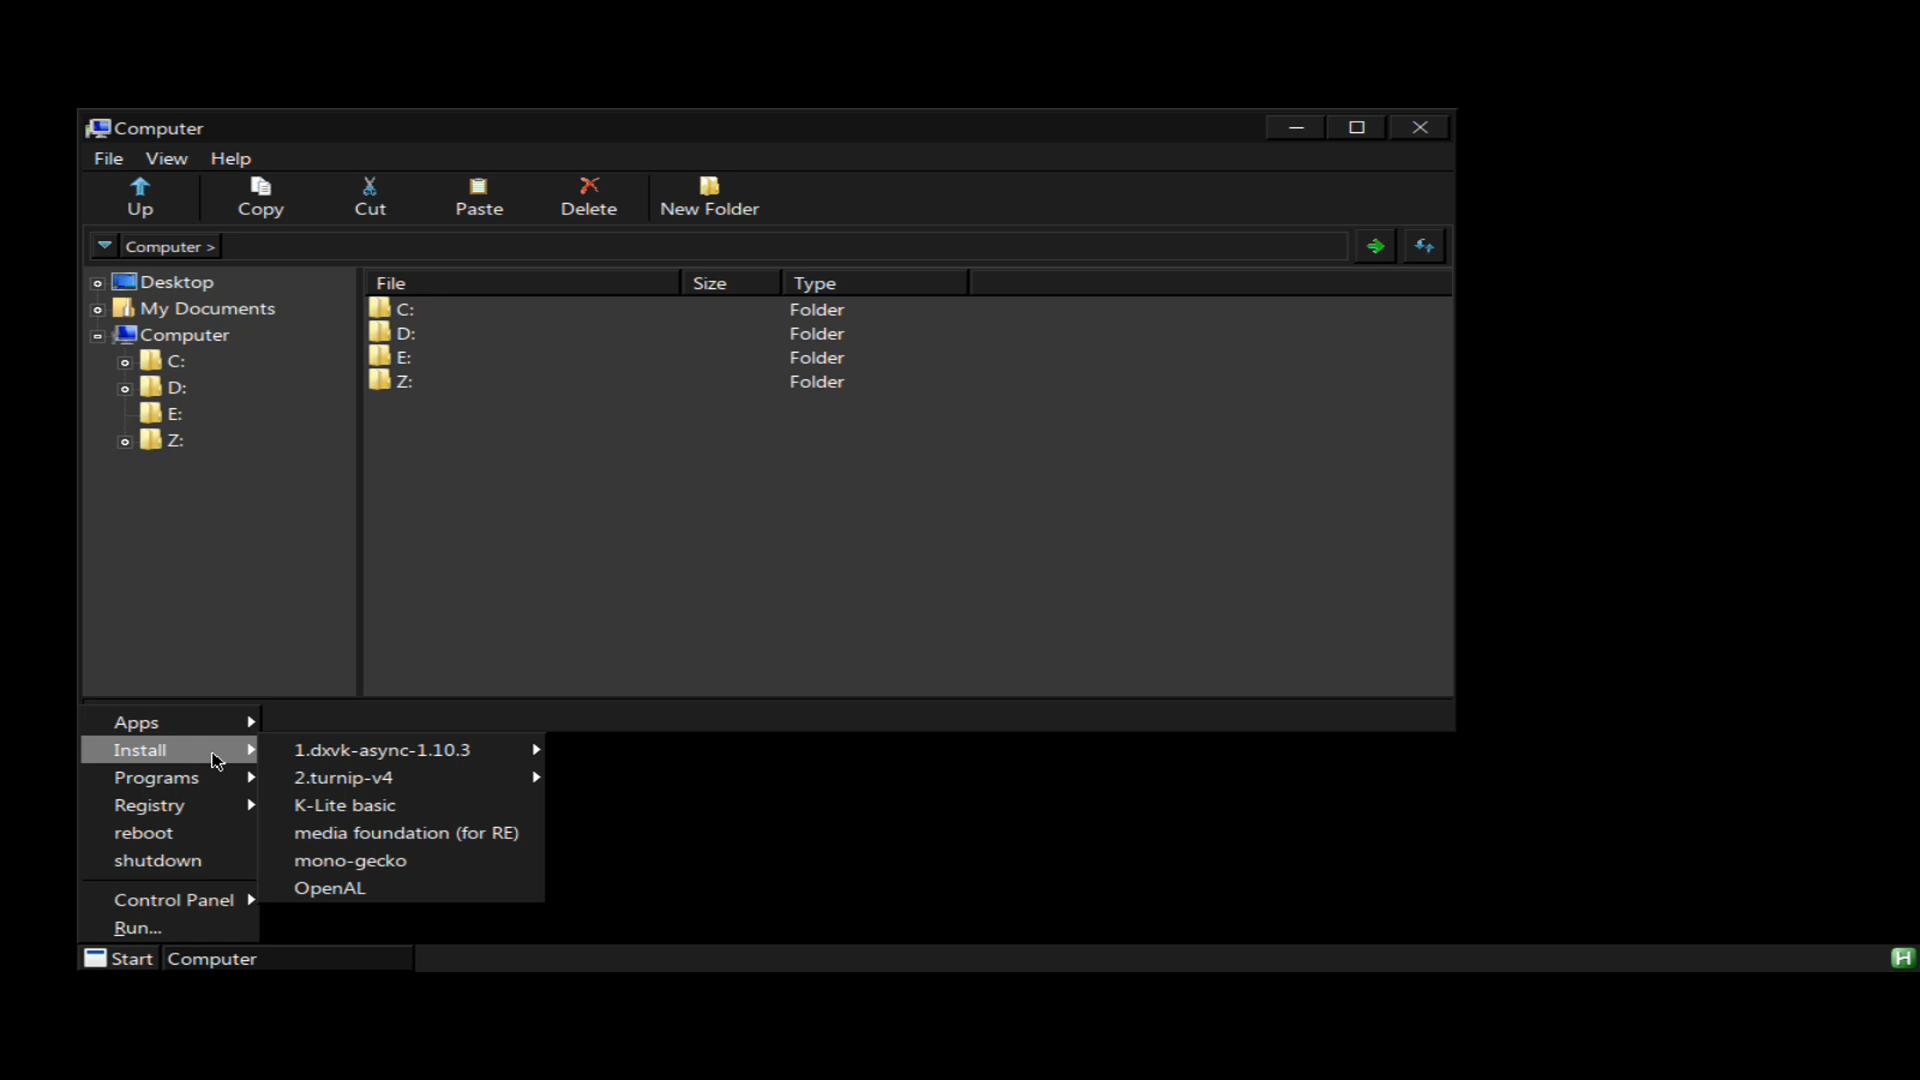 Computer
File View Help
Up Copy Cut Paste Delete New Folder
Computer >
Desktop
My Documents
Computer
C:
D:
E:
Z:
File Size Type
C: Folder
D: Folder
E: Folder
Z: Folder
Apps
Install
Programs
Registry
reboot
shutdown
Control Panel
Run...
1.dxvk-async-1.10.3
2.turnip-v4
K-Lite basic
media foundation (for RE)
mono-gecko
OpenAL
Start Computer
H